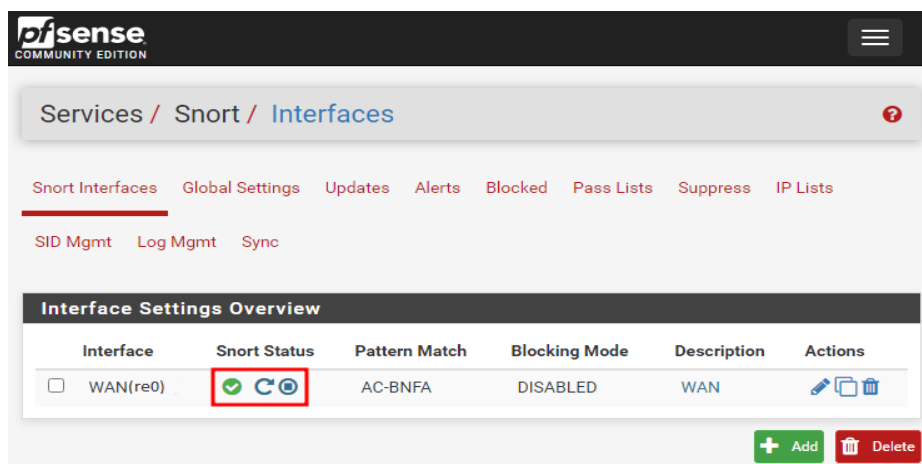 pfsense
COMMUNITY EDITION
Services / Snort / Interfaces
Snort Interfaces Global Settings Updates Alerts Blocked Pass Lists Suppress IP Lists
SID Mgmt Log Mgmt Sync
Interface Settings Overview
Interface Snort Status Pattern Match Blocking Mode Description Actions
WAN(re0) AC-BNFA DISABLED WAN
Add Delete